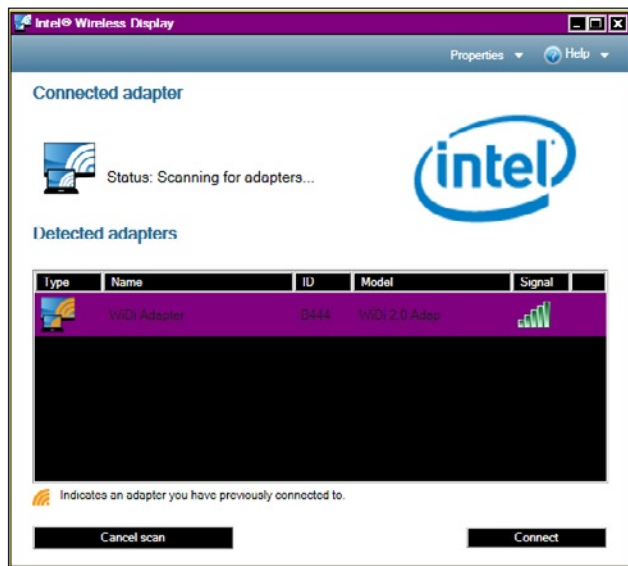 Intel® Wireless Display
Properties Help
Connected adapter
intel
Status: Scanning for adapters...
Detected adapters
Type Name ID Model Signal
WiDi Adapter WiDi 2.0 Adap
Indicates an adapter you have previously connected to.
Cancel scan Connect